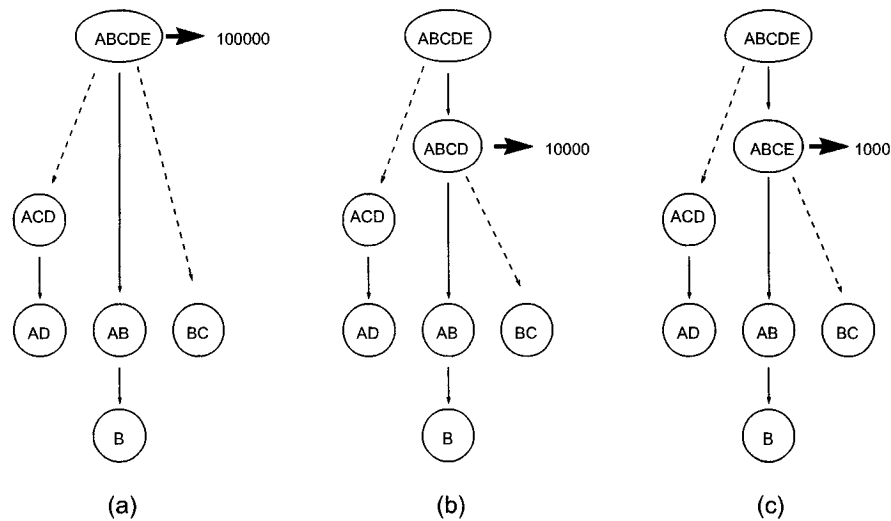 ABCDE
100000
ACD
AD
AB
BC
B
(a)
ABCDE
ABCD
10000
ACD
AD
AB
BC
B
(b)
ABCDE
ABCE
1000
ACD
AD
AB
BC
B
(c)